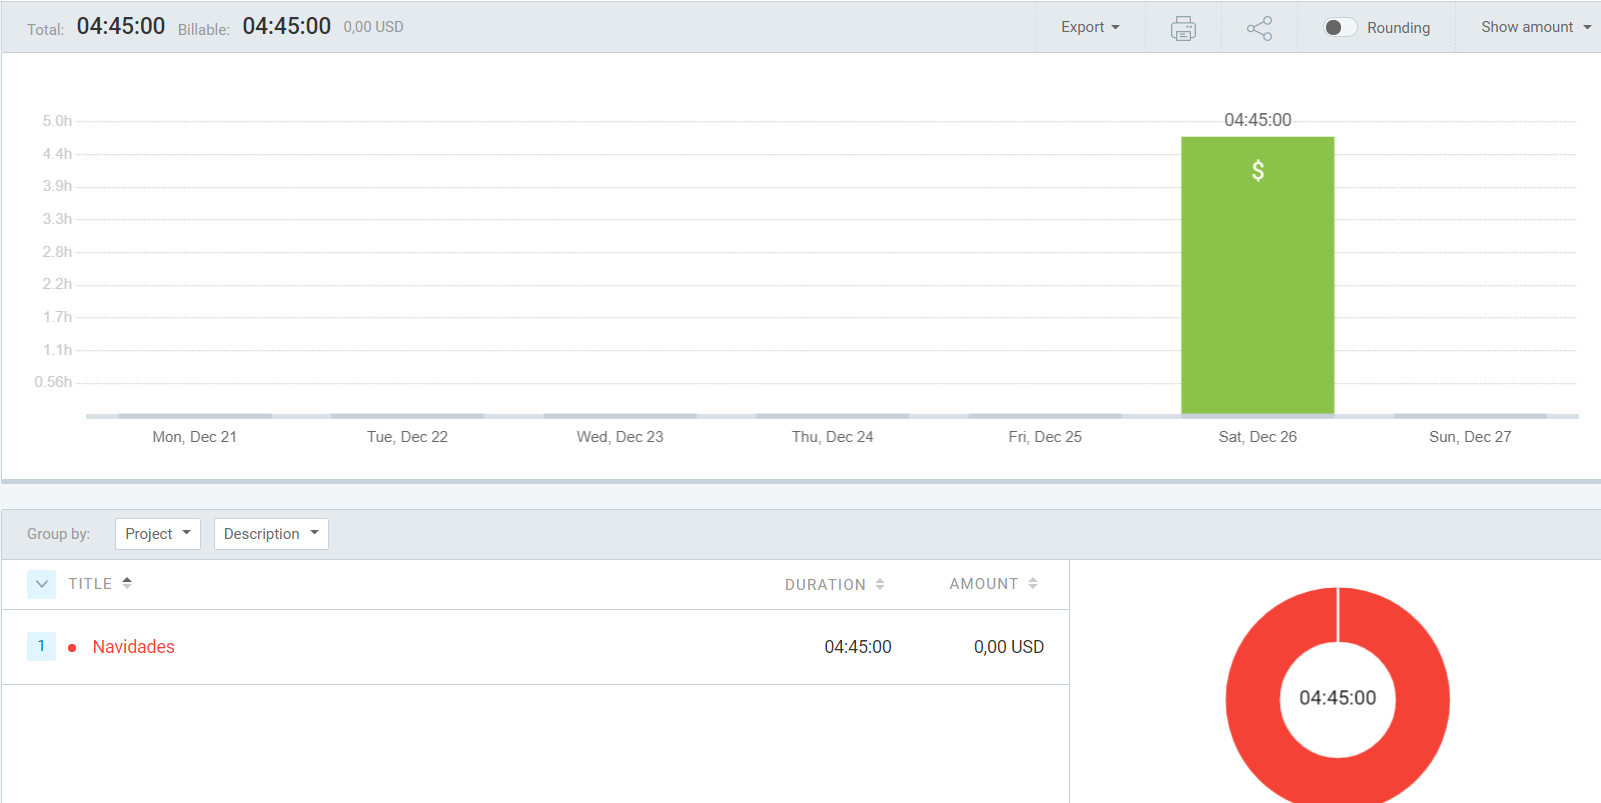 Total: 04:45:00 Billable: 04:45:00 0,00 USD Export Rounding Show amount
04:45:00
$
5.0h
4.4h
3.9h
3.3h
2.8h
2.2h
1.7h
1.1h
0.56h
Mon, Dec 21 Tue, Dec 22 Wed, Dec 23 Thu, Dec 24 Fri, Dec 25 Sat, Dec 26 Sun, Dec 27
Group by: Project Description
TITLE DURATION AMOUNT
1 Navidades 04:45:00 0,00 USD
04:45:00